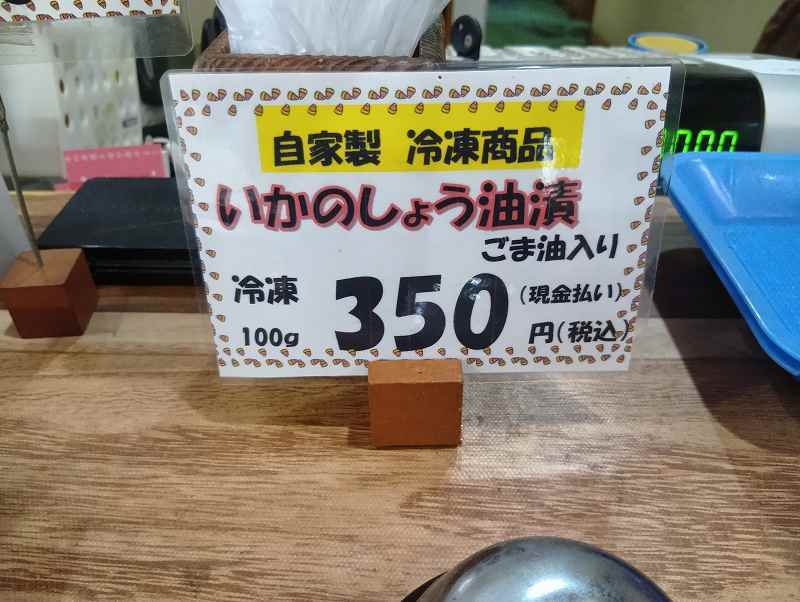 自家製 冷凍商品
いかのしょう油漬
ごま油入り
冷凍 350 (現金払い)
100g 円(税込)